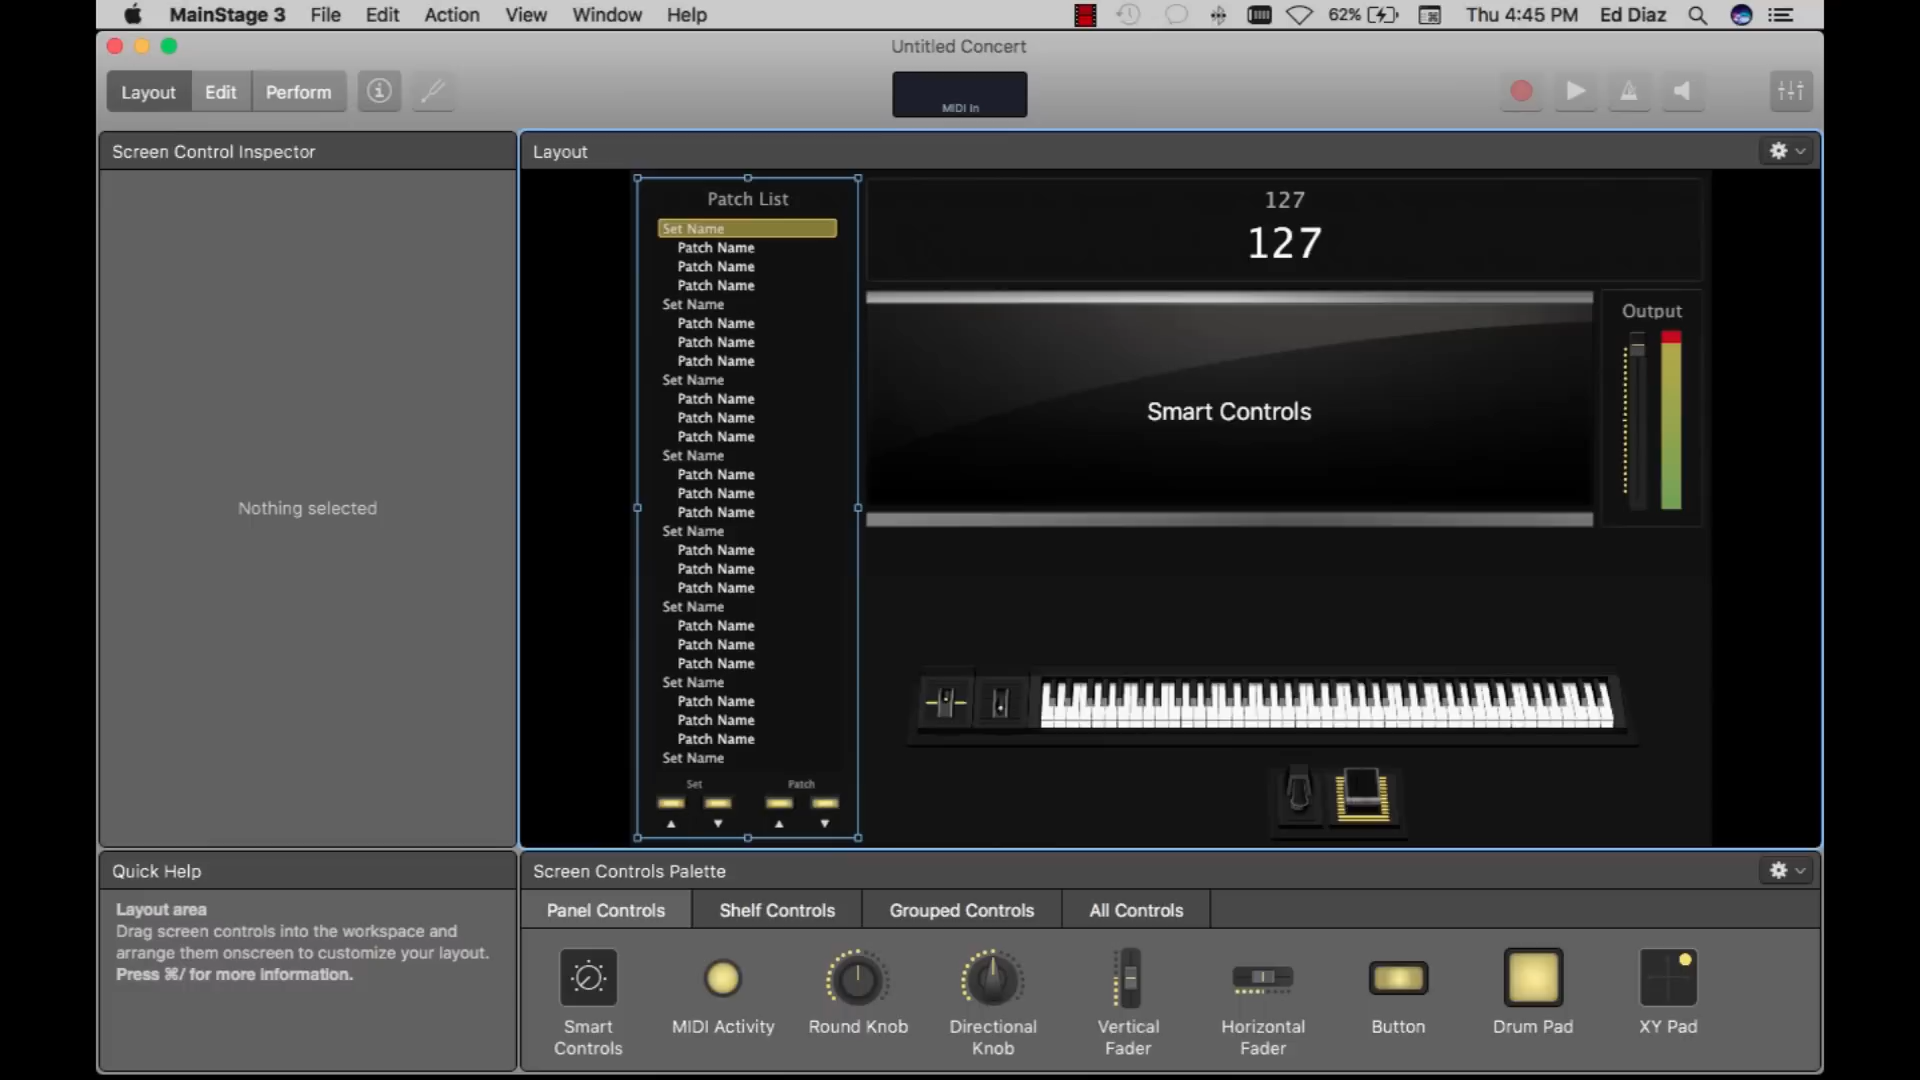 MainStage 3 File Edit Action View Window Help
62% Thu 4:45 PM Ed Diaz
Untitled Concert
Layout Edit Perform
MIDI In
Screen Control Inspector
Nothing selected
Layout
Patch List
Set Name
Patch Name
Patch Name
Patch Name
Set Name
Patch Name
Patch Name
Patch Name
Set Name
Patch Name
Patch Name
Patch Name
Set Name
Patch Name
Patch Name
Patch Name
Set Name
Patch Name
Patch Name
Patch Name
Set Name
Patch Name
Patch Name
Patch Name
Set Name
Patch Name
Patch Name
Patch Name
Set Name
Set Patch
127
127
Smart Controls
Output
Quick Help
Layout area
Drag screen controls into the workspace and
arrange them onscreen to customize your layout.
Press ⌘/ for more information.
Screen Controls Palette
Panel Controls Shelf Controls Grouped Controls All Controls
Smart
Controls
MIDI Activity
Round Knob
Directional
Knob
Vertical
Fader
Horizontal
Fader
Button
Drum Pad
XY Pad